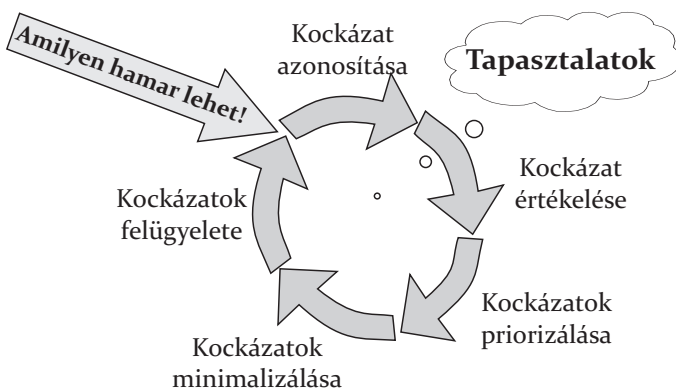 Amilyen hamar lehet!
Kockázat
azonosítása
Tapasztalatok
Kockázat
értékelése
Kockázatok
priorizálása
Kockázatok
minimalizálása
Kockázatok
felügyelete